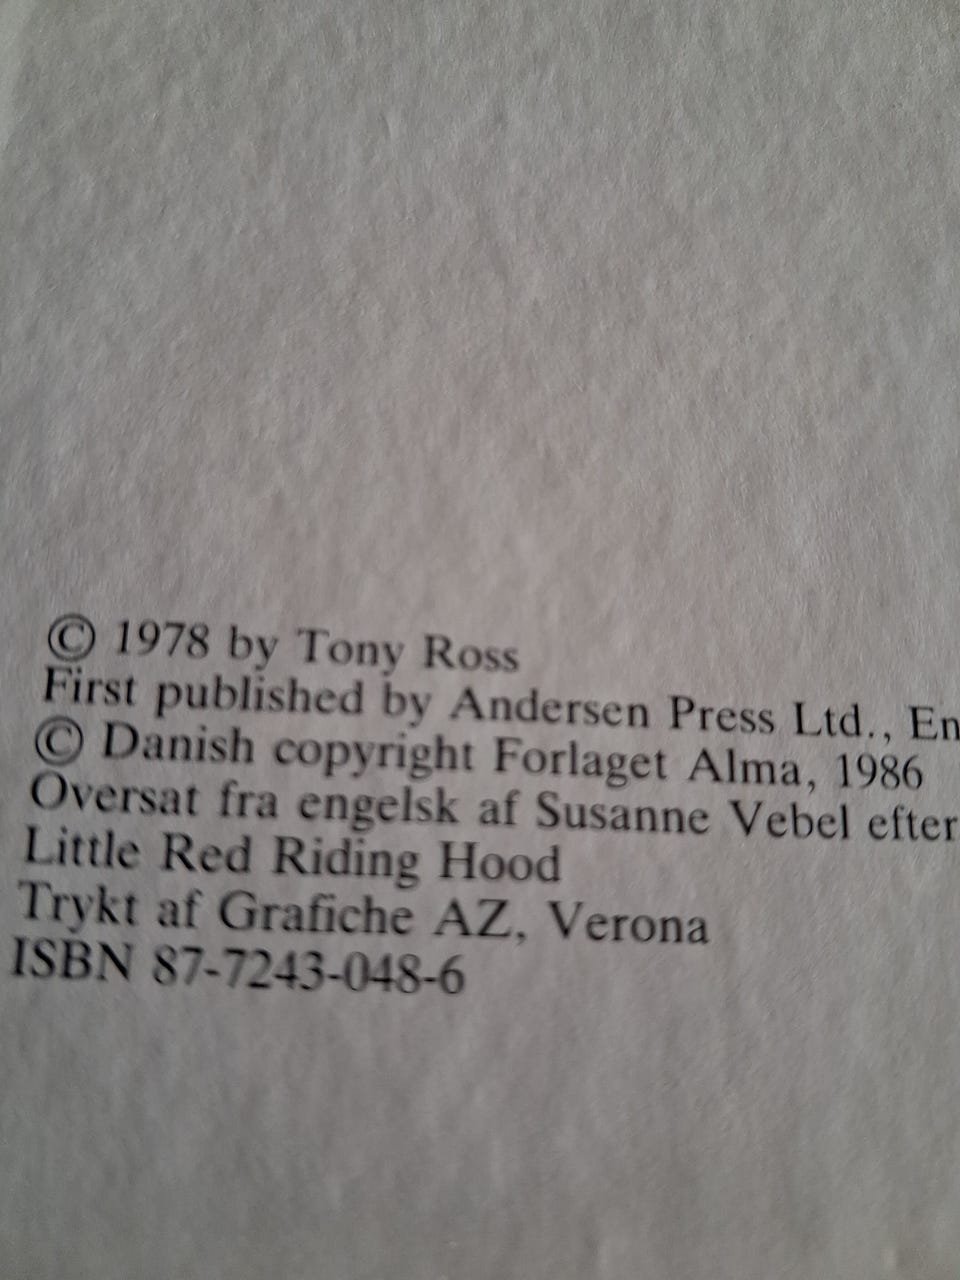 © 1978 by Tony Ross
First published by Andersen Press Ltd., En
© Danish copyright Forlaget Alma, 1986
Oversat fra engelsk af Susanne Vebel efter
Little Red Riding Hood
Trykt af Grafiche AZ, Verona
ISBN 87-7243-048-6